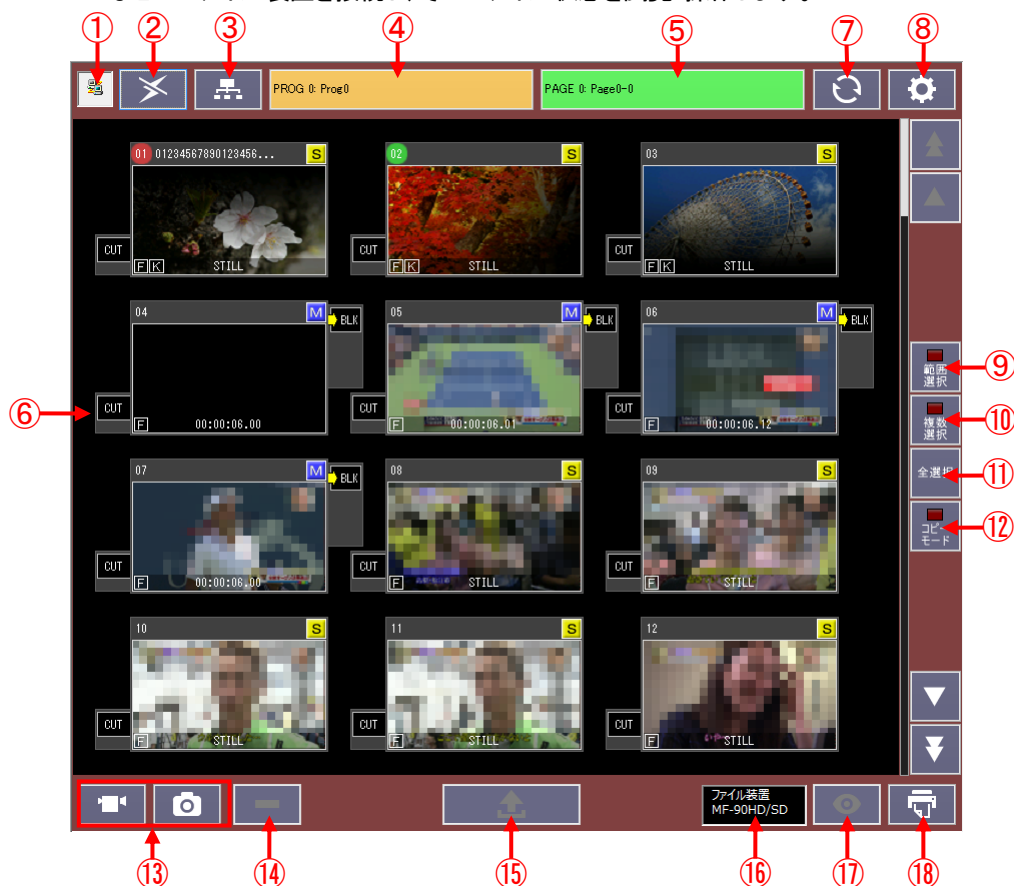 ① ② ③ ④ ⑤ ⑦ ⑧
PROG 0: Prog0
PAGE 0: Page0-0
01 01234567890123456... S
02 S
03 S
CUT F K STILL
CUT F K STILL
CUT F K STILL
04 M BLK
05 M BLK
06 M BLK
⑥
CUT F 00:00:06.00
CUT F 00:00:06.01
CUT F 00:00:06.12
07 M BLK
08 S
09 S
CUT F 00:00:06.00
CUT F STILL
CUT F STILL
10 S
11 S
12 S
CUT F STILL
CUT F STILL
CUT F STILL
範囲
選択
⑨
複数
選択
⑩
全選択
⑪
コピー
モード
⑫
ファイル装置
MF-90HD/SD
⑬ ⑭ ⑮ ⑯ ⑰ ⑱